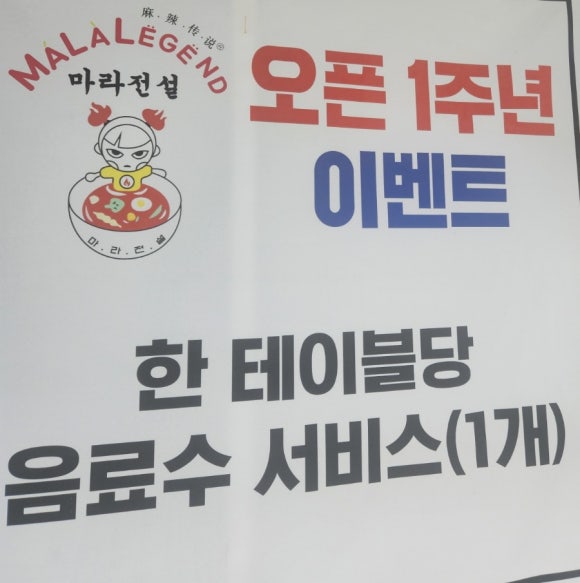 麻.辣.传.说®
MALALËGËND
마라전설
마.라.전.설
오픈 1주년
이벤트
한 테이블당
음료수 서비스(1개)